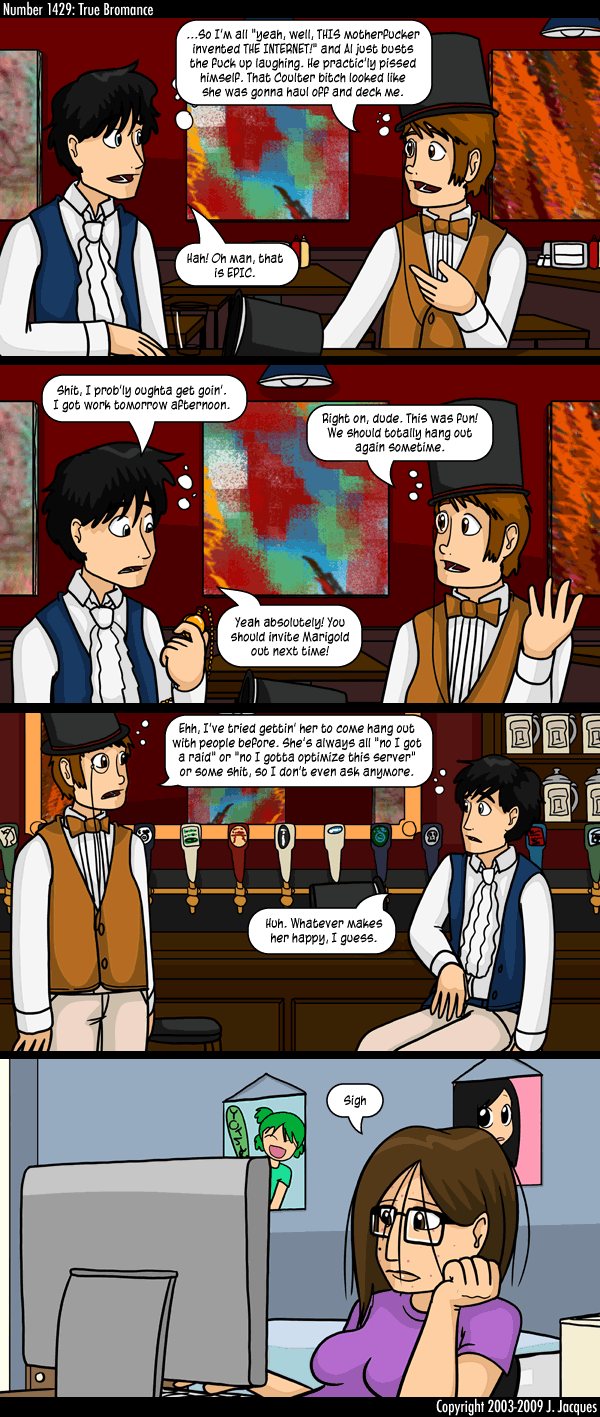 Number 1429: True Bromance
...So I'm all "yeah, well, THIS motherfucker
invented THE INTERNET!" and Al just busts
the fuck up laughing. He practic'ly pissed
himself. That Coulter bitch looked like
she was gonna haul off and deck me.
Hah! Oh man, that
is EPIC.
Shit, I prob'ly oughta get goin'.
I got work tomorrow afternoon.
Right on, dude. This was fun!
We should totally hang out
again sometime.
Yeah absolutely! You
should invite Marigold
out next time!
Ehh, I've tried gettin' her to come hang out
with people before. She's always all "no I got
a raid" or "no I gotta optimize this server"
or some shit, so I don't even ask anymore.
Huh. Whatever makes
her happy, I guess.
Sigh
Copyright 2003-2009 J. Jacques